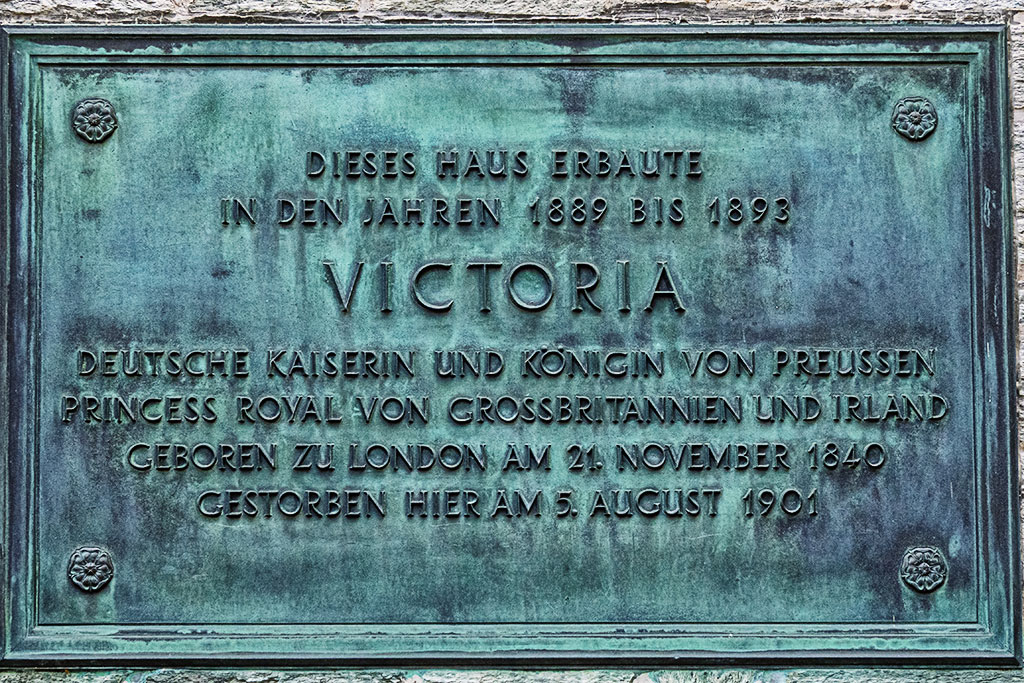 DIESES HAUS ERBAUTE
IN DEN JAHREN 1889 BIS 1893
VICTORIA
DEUTSCHE KAISERIN UND KÖNIGIN VON PREUSSEN
PRINCESS ROYAL VON GROSSBRITANNIEN UND IRLAND
GEBOREN ZU LONDON AM 21. NOVEMBER 1840
GESTORBEN HIER AM 5. AUGUST 1901